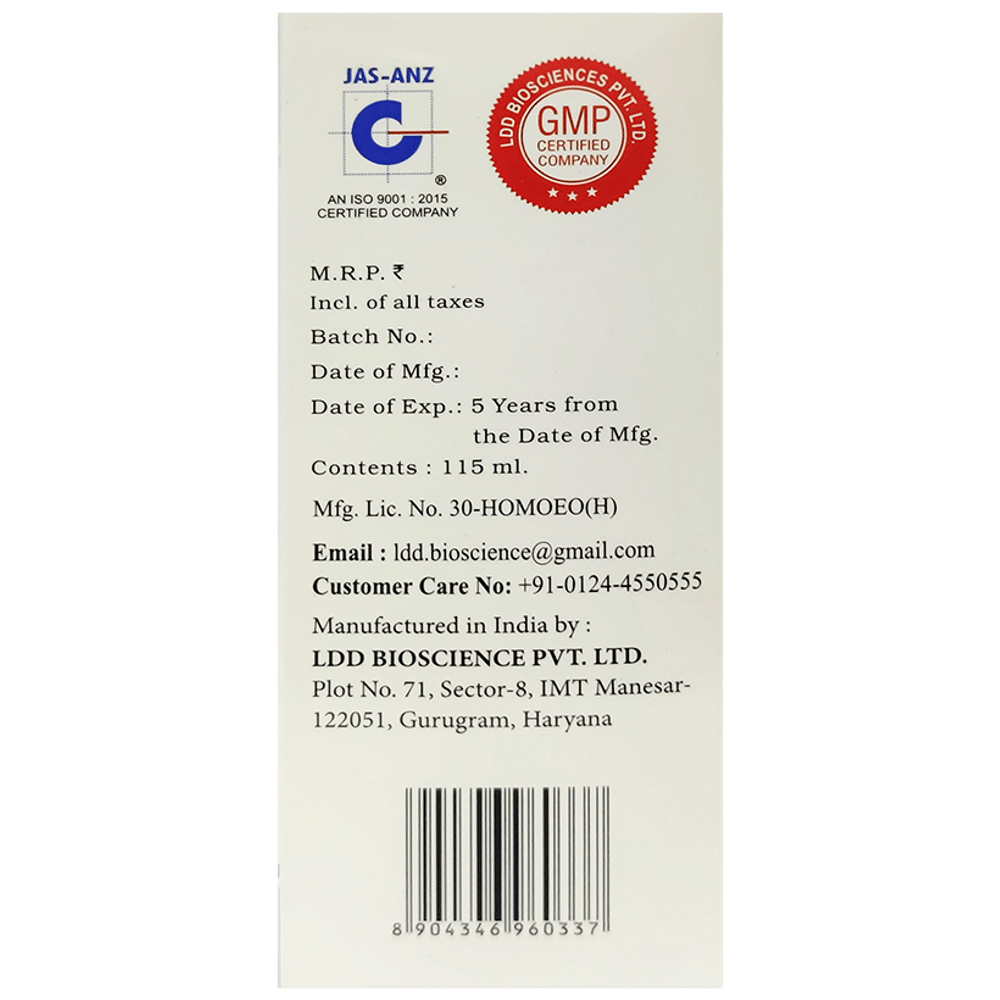 JAS-ANZ
C
®
AN ISO 9001 : 2015
CERTIFIED COMPANY
LDD BIOSCIENCES PVT. LTD.
GMP
CERTIFIED
COMPANY
M.R.P. ₹
Incl. of all taxes
Batch No.:
Date of Mfg.:
Date of Exp.: 5 Years from
the Date of Mfg.
Contents : 115 ml.
Mfg. Lic. No. 30-HOMOEO(H)
Email : ldd.bioscience@gmail.com
Customer Care No: +91-0124-4550555
Manufactured in India by :
LDD BIOSCIENCE PVT. LTD.
Plot No. 71, Sector-8, IMT Manesar-
122051, Gurugram, Haryana
8 904346 960337